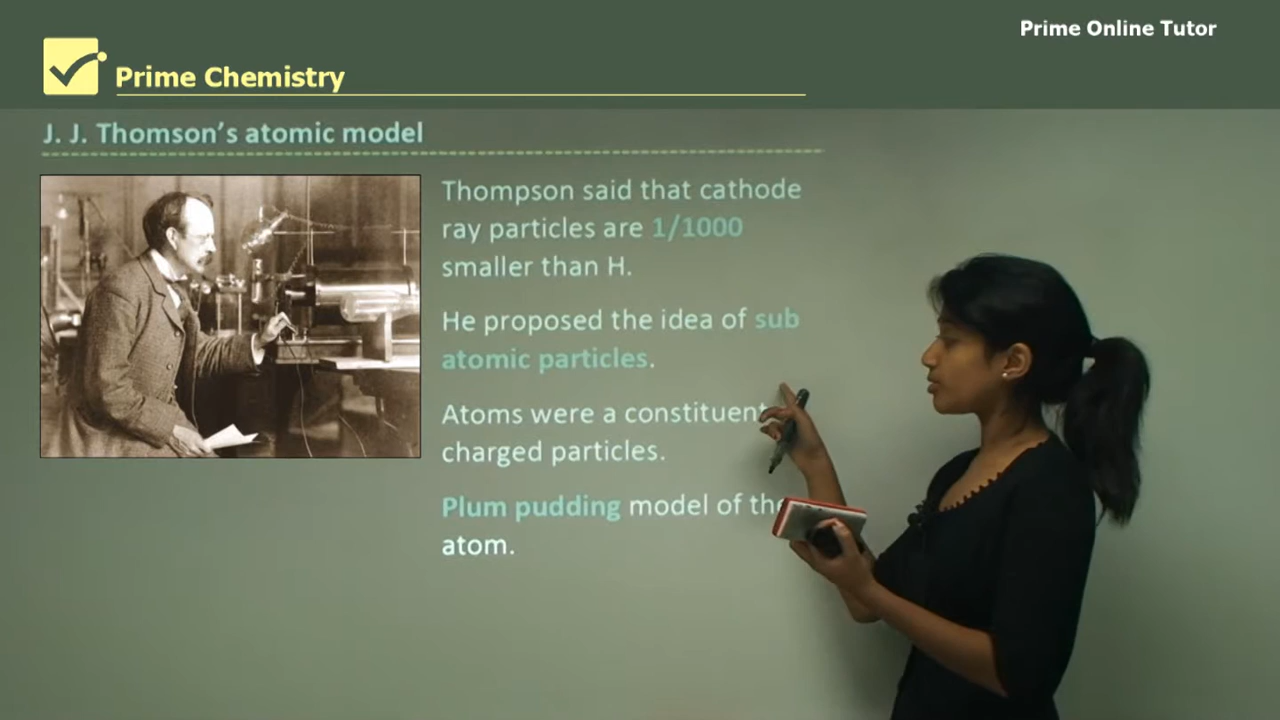 Prime Online Tutor
Prime Chemistry
J. J. Thomson's atomic model
Thompson said that cathode
ray particles are 1/1000
smaller than H.
He proposed the idea of sub
atomic particles.
Atoms were a constituent
charged particles.
Plum pudding model of the
atom.